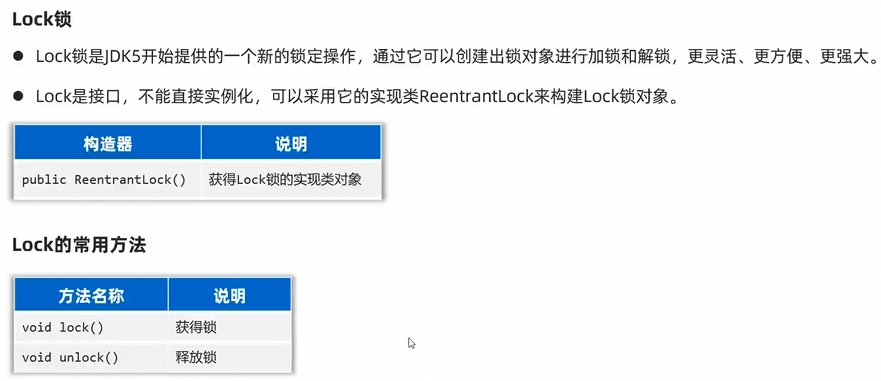 Lock锁
● Lock锁是JDK5开始提供的一个新的锁定操作，通过它可以创建出锁对象进行加锁和解锁，更灵活、更方便、更强大。
● Lock是接口，不能直接实例化，可以采用它的实现类ReentrantLock来构建Lock锁对象。
构造器 说明
public ReentrantLock() 获得Lock锁的实现类对象
Lock的常用方法
方法名称 说明
void lock() 获得锁
void unlock() 释放锁